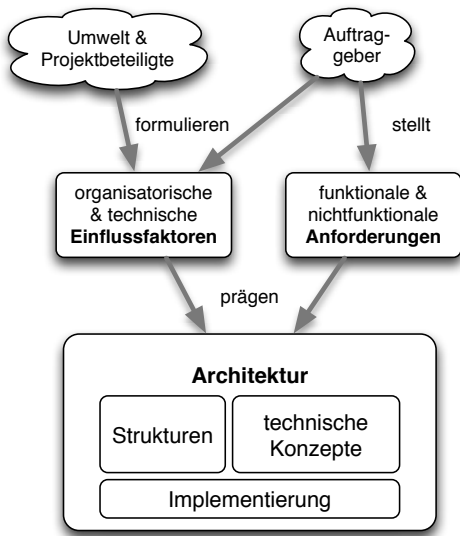 Umwelt &
Projektbeteiligte
Auftrag-
geber
formulieren
stellt
organisatorische
& technische
Einflussfaktoren
funktionale &
nichtfunktionale
Anforderungen
prägen
Architektur
Strukturen
technische
Konzepte
Implementierung